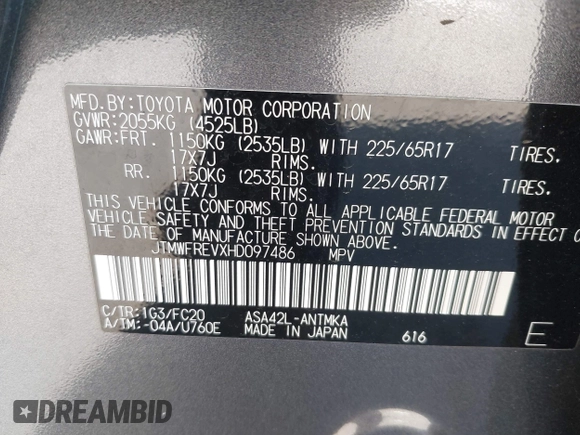 MFD.BY:TOYOTA MOTOR CORPORATION
GVWR:2055KG (4525LB)
GAWR:FRT. 1150KG (2535LB) WITH 225/65R17 TIRES.
17X7J RIMS.
RR. 1150KG (2535LB) WITH 225/65R17 TIRES.
17X7J RIMS.
THIS VEHICLE CONFORMS TO ALL APPLICABLE FEDERAL MOTOR
VEHICLE SAFETY AND THEFT PREVENTION STANDARDS IN EFFECT O
THE DATE OF MANUFACTURE SHOWN ABOVE.
JTMWFREVXHD097486 MPV
C/TR:1G3/FC20 ASA42L-ANTMKA
A/TM:-04A/U760E MADE IN JAPAN 616 E
DREAMBID